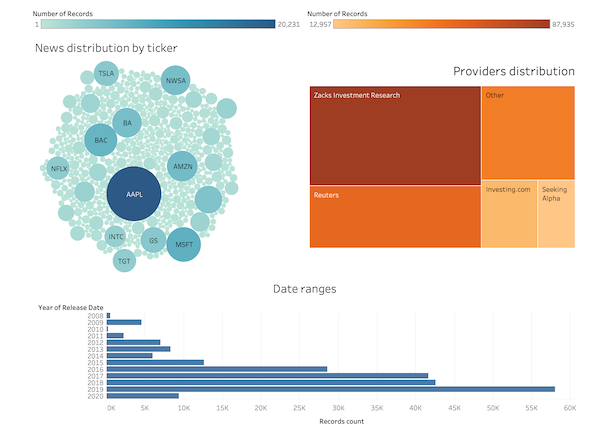 Number of Records
1
20,231
Number of Records
12,957
87,935
News distribution by ticker
Providers distribution
TSLA
NWSA
BA
BAC
NFLX
AMZN
AAPL
INTC
GS
MSFT
TGT
Zacks Investment Research
Other
Reuters
Investing.com
Seeking
Alpha
Date ranges
Year of Release Date
2008
2009
2010
2011
2012
2013
2014
2015
2016
2017
2018
2019
2020
0K 5K 10K 15K 20K 25K 30K 35K 40K 45K 50K 55K 60K
Records count